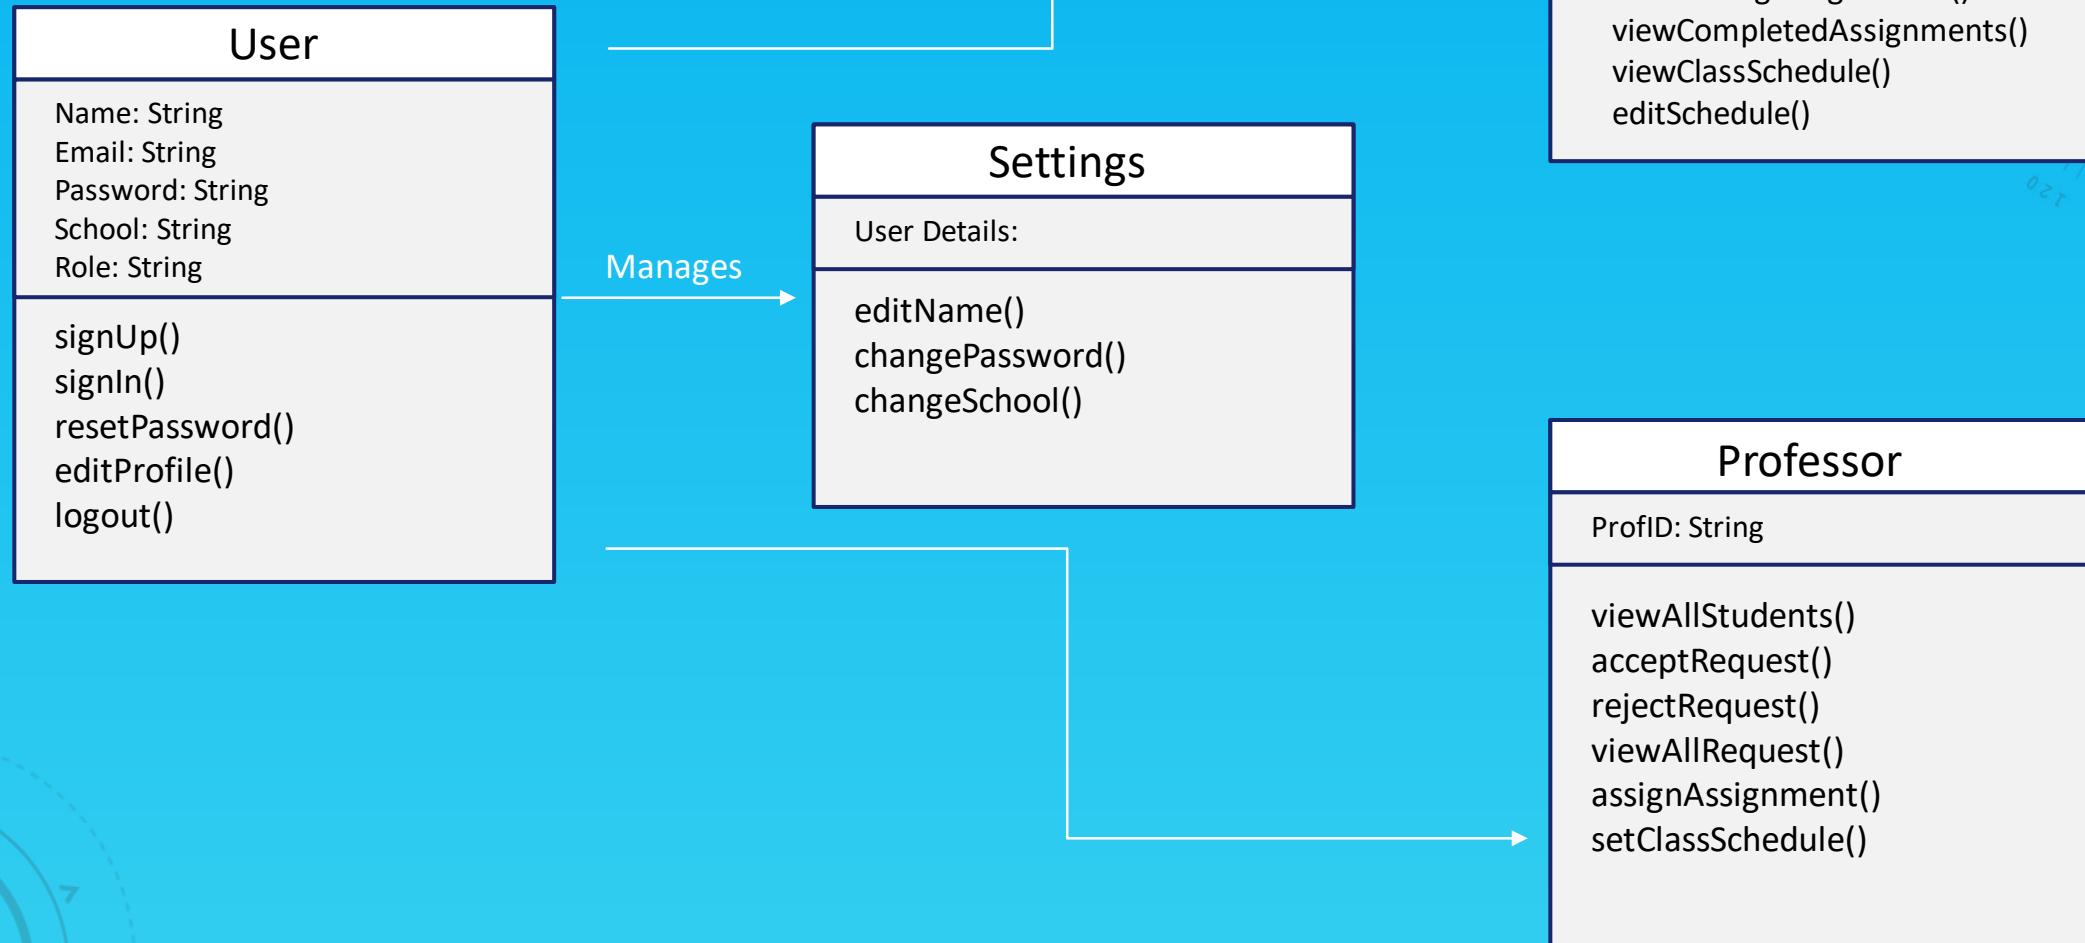 User
Name: String
Email: String
Password: String
School: String
Role: String
signUp()
signIn()
resetPassword()
editProfile()
logout()
Manages
Settings
User Details:
editName()
changePassword()
changeSchool()
viewCompletedAssignments()
viewClassSchedule()
editSchedule()
120
Professor
ProfID: String
viewAllStudents()
acceptRequest()
rejectRequest()
viewAllRequest()
assignAssignment()
setClassSchedule()